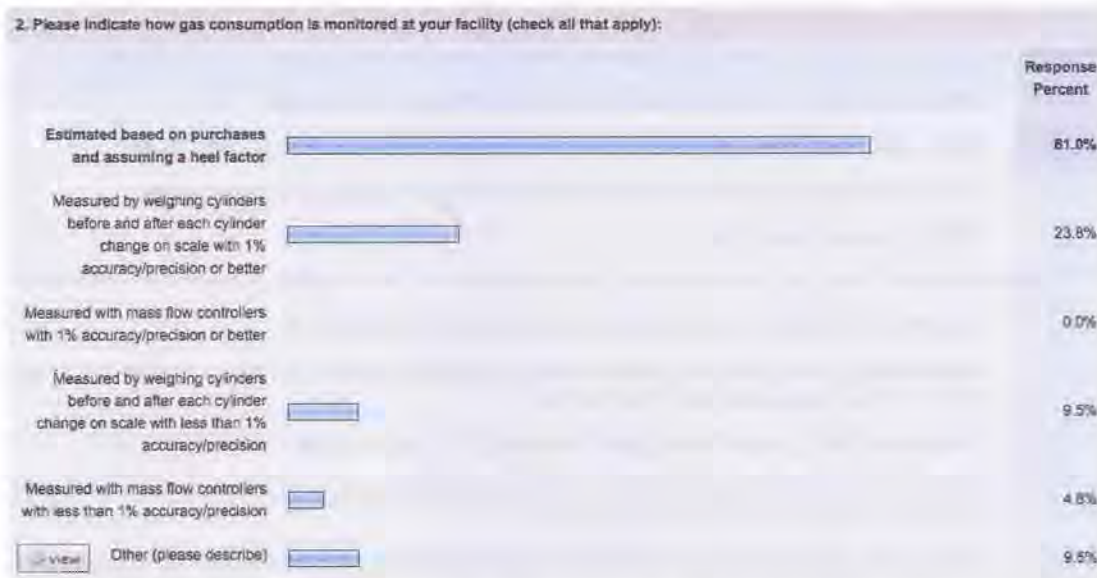 2. Please indicate how gas consumption is monitored at your facility (check all that apply):
Response
Percent
Estimated based on purchases
and assuming a heel factor
81.0%
Measured by weighing cylinders
before and after each cylinder
change on scale with 1%
accuracy/precision or better
23.8%
Measured with mass flow controllers
with 1% accuracy/precision or better
0.0%
Measured by weighing cylinders
before and after each cylinder
change on scale with less than 1%
accuracy/precision
9.5%
Measured with mass flow controllers
with less than 1% accuracy/precision
4.8%
View
Other (please describe)
9.5%